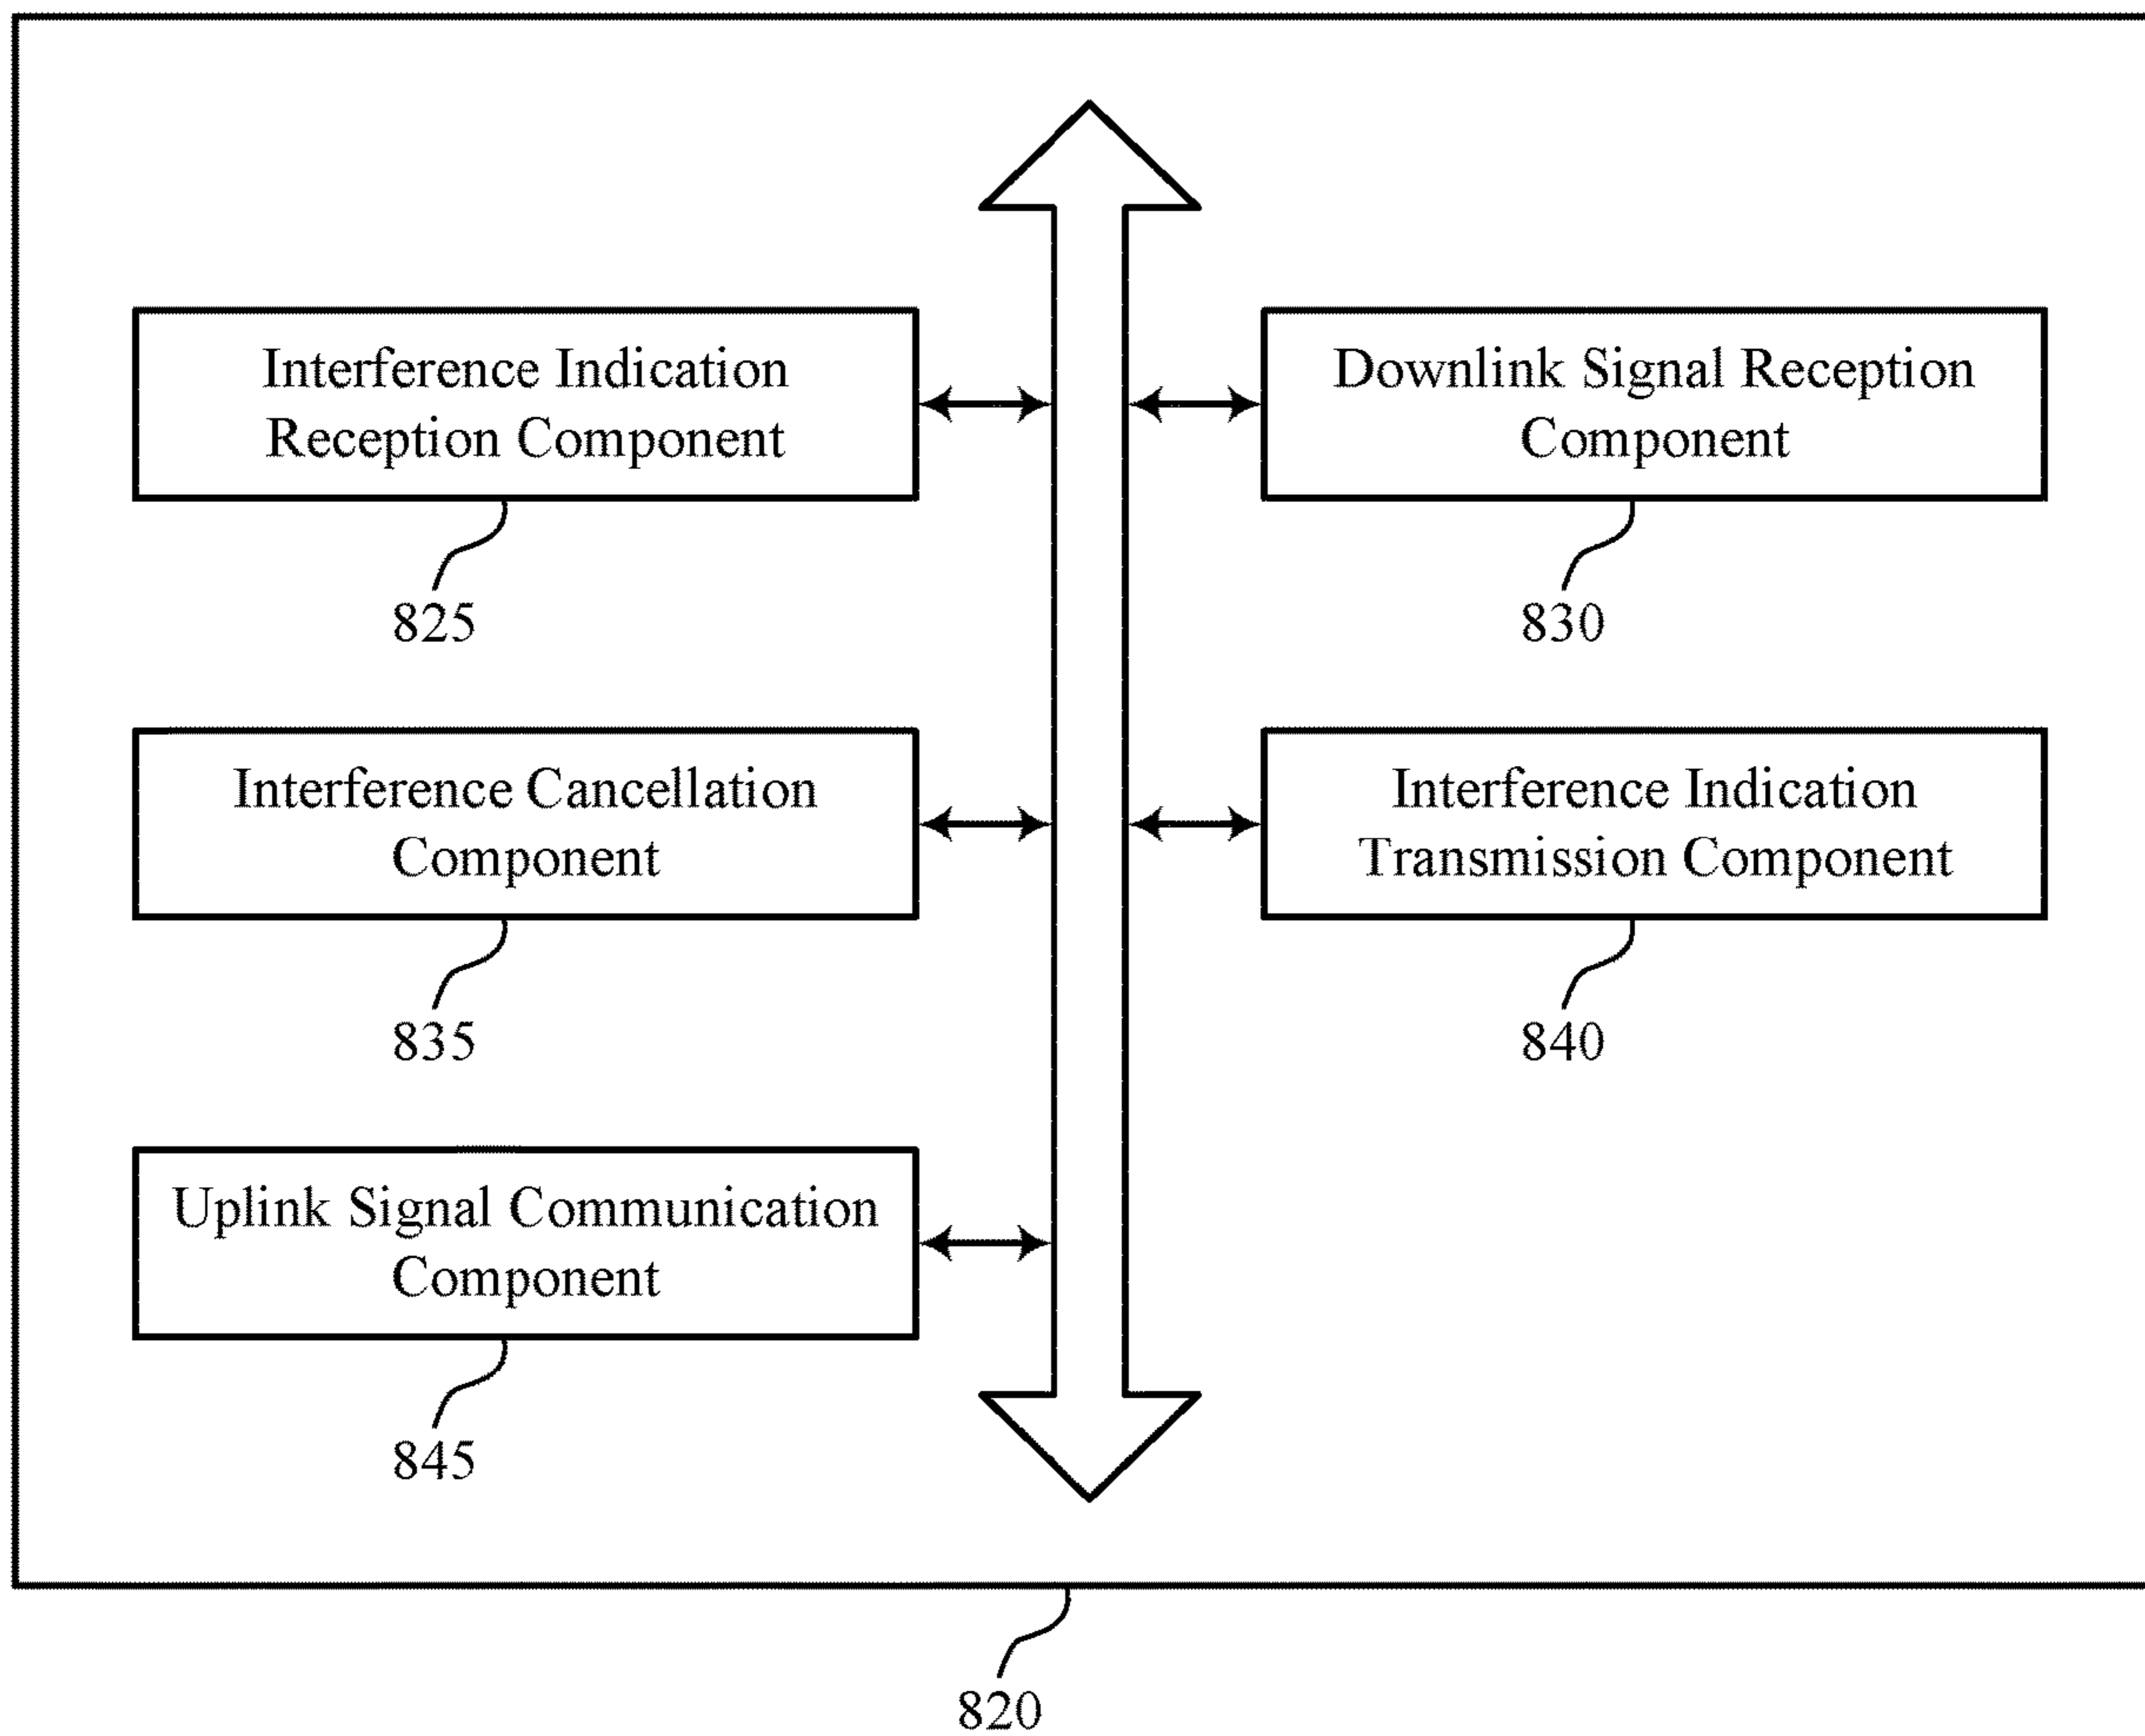 Interference Indication
Reception Component
825
Downlink Signal Reception
Component
830
Interference Cancellation
Component
835
Interference Indication
Transmission Component
840
Uplink Signal Communication
Component
845
820